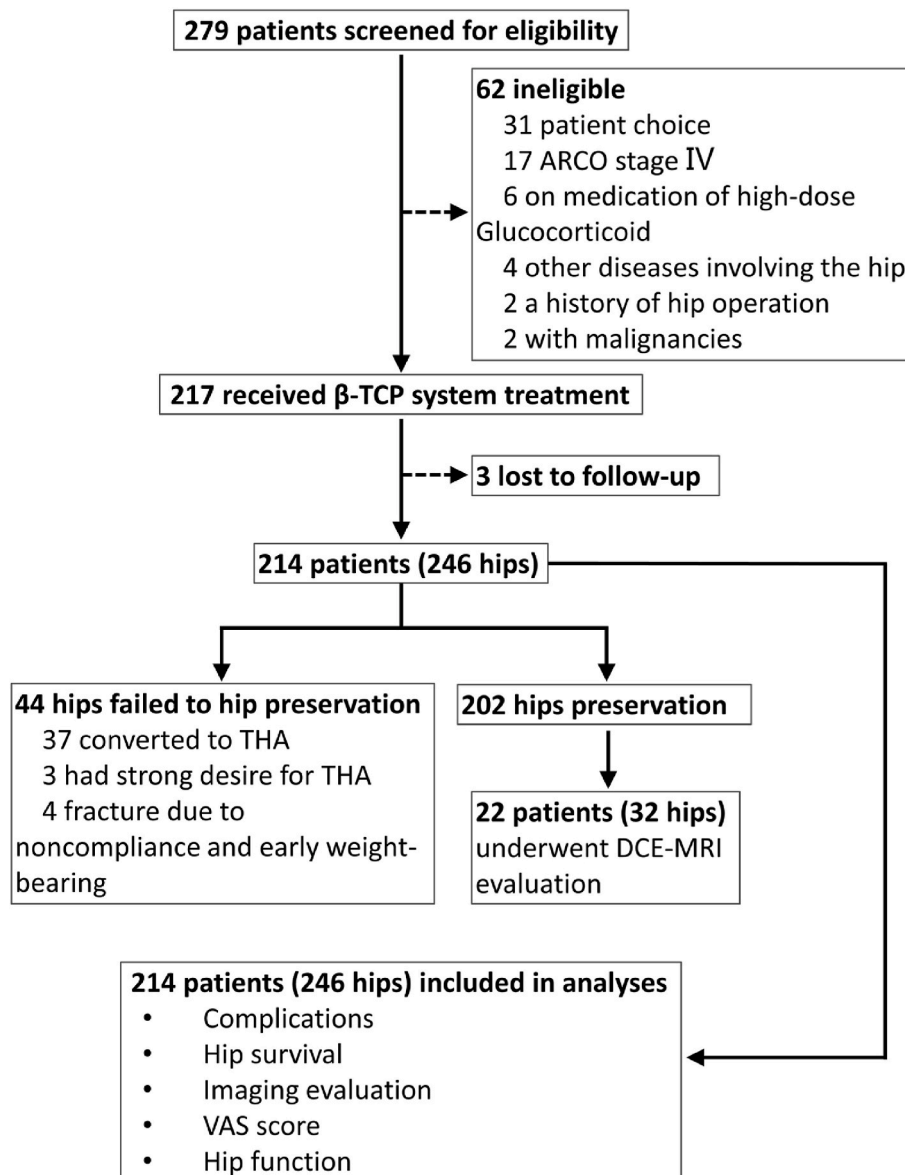 279 patients screened for eligibility
62 ineligible
31 patient choice
17 ARCO stage IV
6 on medication of high-dose
Glucocorticoid
4 other diseases involving the hip
2 a history of hip operation
2 with malignancies
217 received β-TCP system treatment
3 lost to follow-up
214 patients (246 hips)
44 hips failed to hip preservation
37 converted to THA
3 had strong desire for THA
4 fracture due to
noncompliance and early weight-
bearing
202 hips preservation
22 patients (32 hips)
underwent DCE-MRI
evaluation
214 patients (246 hips) included in analyses
• Complications
• Hip survival
• Imaging evaluation
• VAS score
• Hip function